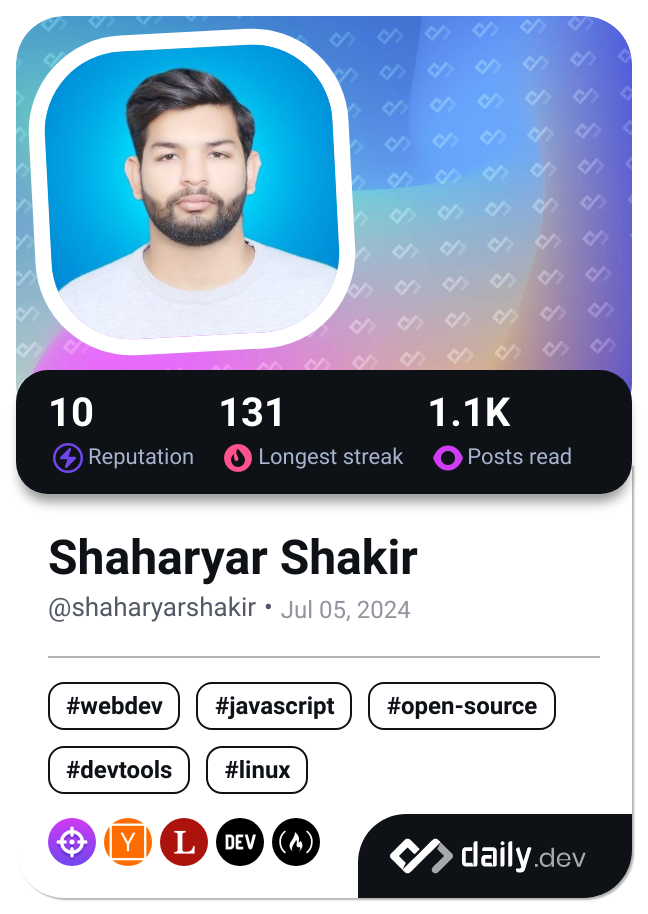 10 131 1.1K
Reputation Longest streak Posts read
Shaharyar Shakir
@shaharyarshakir • Jul 05, 2024
#webdev #javascript #open-source
#devtools #linux
Y L DEV
daily.dev